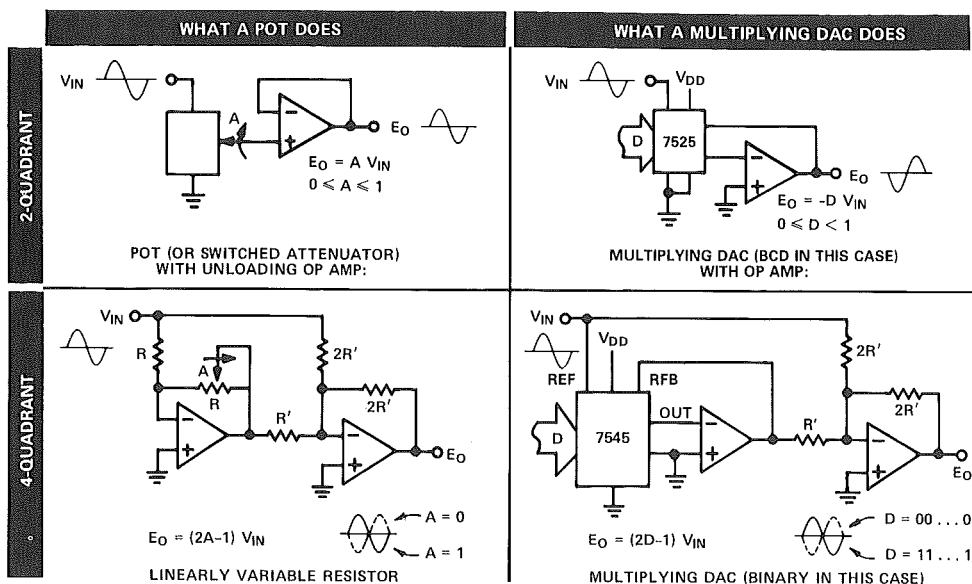 WHAT A POT DOES
WHAT A MULTIPLYING DAC DOES
2-QUADRANT
VIN
A
−
+
EO
EO = A VIN
0 ⩽ A ⩽ 1
POT (OR SWITCHED ATTENUATOR)
WITH UNLOADING OP AMP:
VIN
VDD
D
7525
−
+
EO
EO = -D VIN
0 ⩽ D < 1
MULTIPLYING DAC (BCD IN THIS CASE)
WITH OP AMP:
4-QUADRANT
VIN
R
2R'
A
R
2R'
R'
−
+
−
+
EO
A = 0
EO = (2A-1) VIN
A = 1
LINEARLY VARIABLE RESISTOR
VIN
VDD
2R'
REF
RFB
2R'
OUT
R'
D
7545
−
+
−
+
EO
D = 00 . . . 0
EO = (2D-1) VIN
D = 11 . . . 1
MULTIPLYING DAC (BINARY IN THIS CASE)